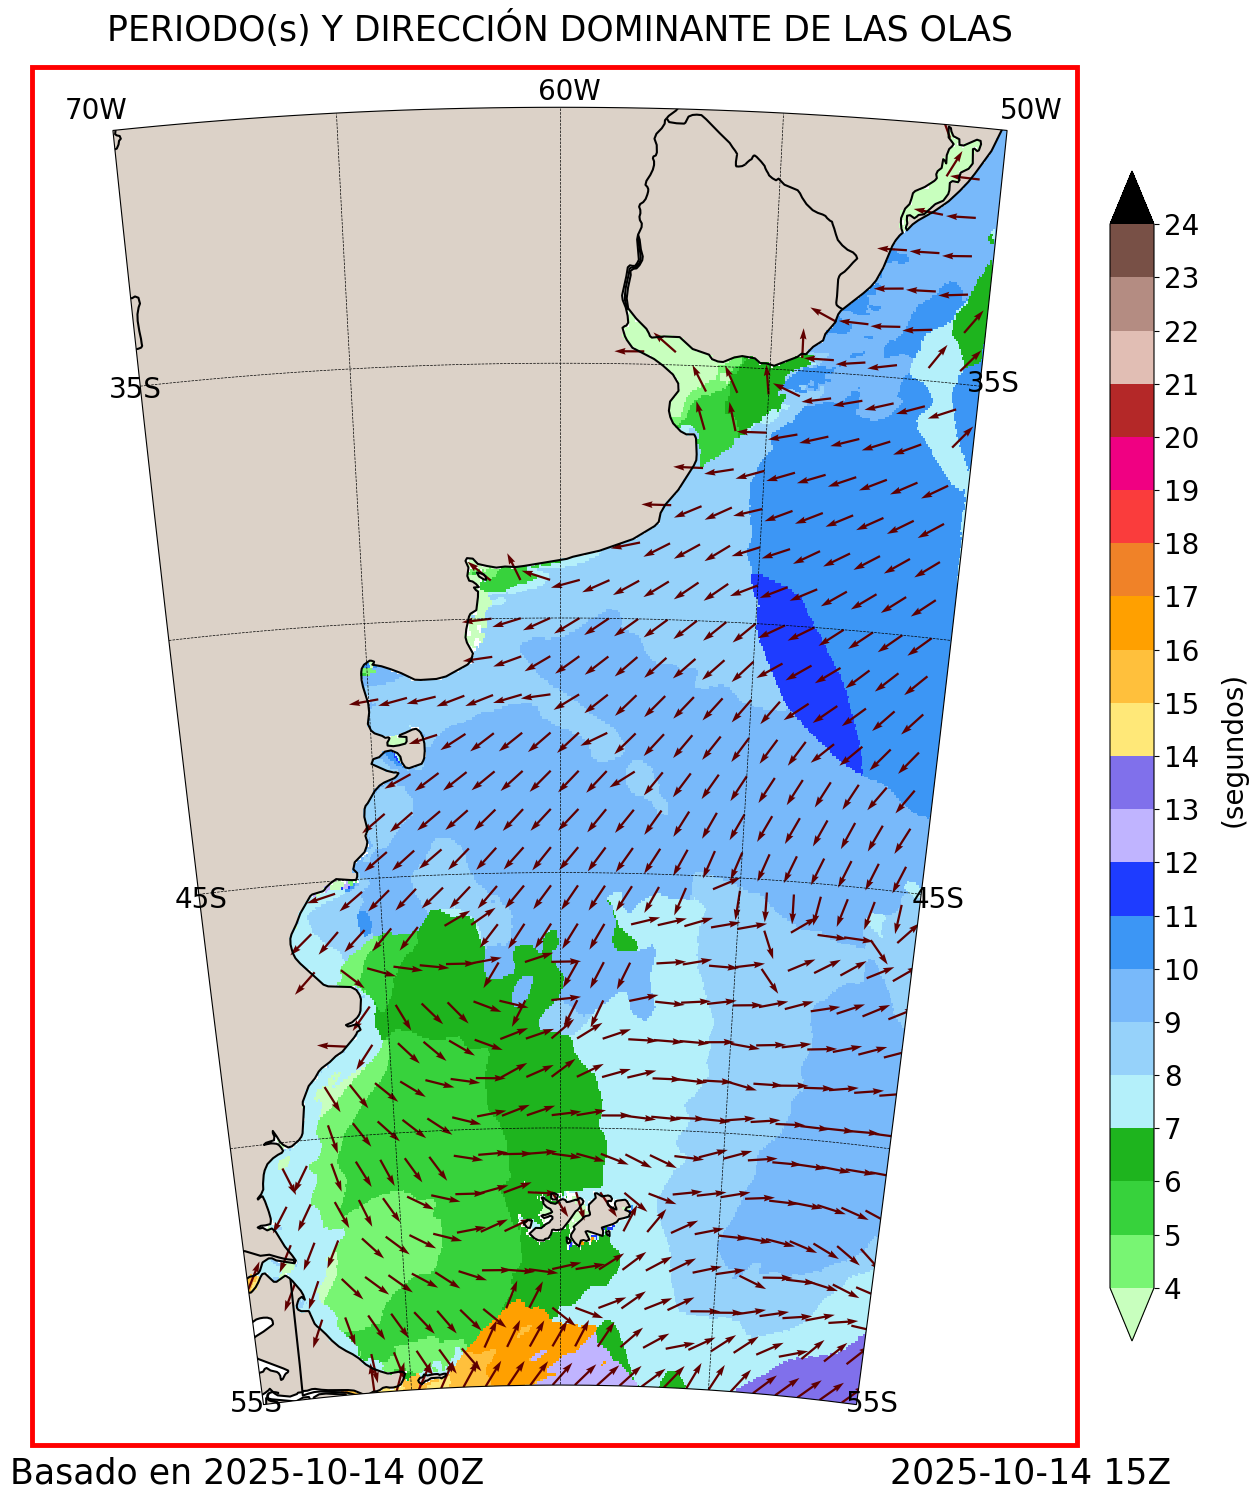 PERIODO(s) Y DIRECCIÓN DOMINANTE DE LAS OLAS
70W
60W
50W
35S
35S
45S
45S
55S
55S
24
23
22
21
20
19
18
17
16
15
14
13
12
11
10
9
8
7
6
5
4
(segundos)
Basado en 2025-10-14 00Z
2025-10-14 15Z